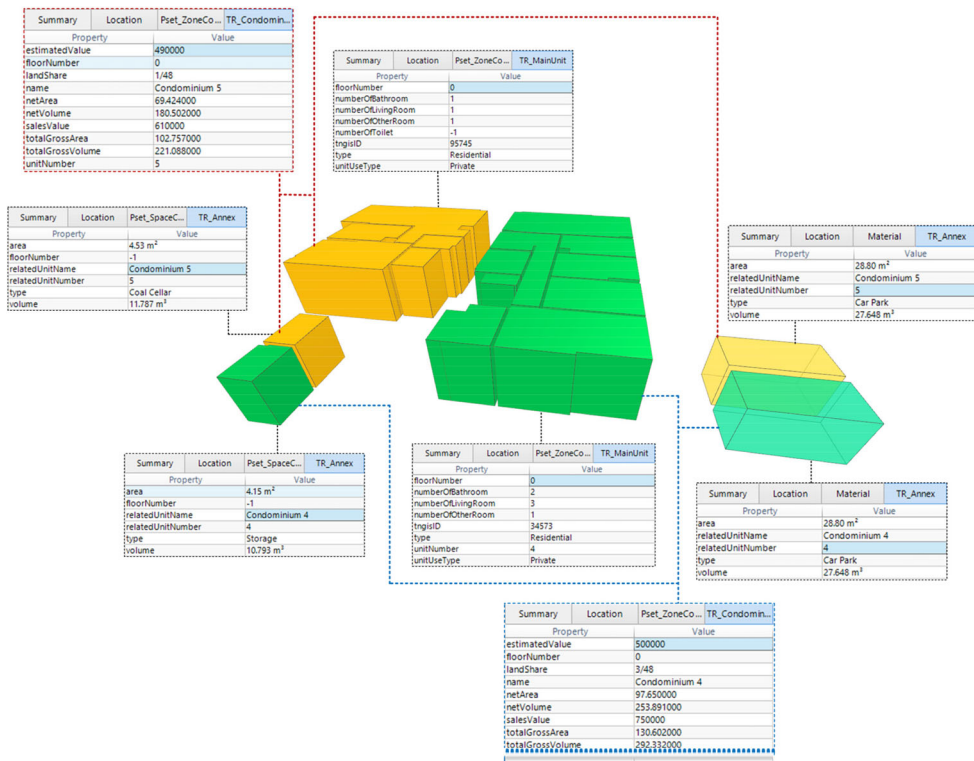 Summary Location Pset_ZoneCo... TR_Condomin...
Property Value
estimatedValue 490000
floorNumber 0
landShare 1/48
name Condominium 5
netArea 69.424000
netVolume 180.502000
salesValue 610000
totalGrossArea 102.757000
totalGrossVolume 221.088000
unitNumber 5
Summary Location Pset_ZoneCo... TR_MainUnit
Property Value
floorNumber 0
numberOfBathroom 1
numberOfLivingRoom 1
numberOfOtherRoom 1
numberOfToilet -1
tngisID 95745
type Residential
unitUseType Private
Summary Location Pset_SpaceC... TR_Annex
Property Value
area 4.53 m²
floorNumber -1
relatedUnitName Condominium 5
relatedUnitNumber 5
type Coal Cellar
volume 11.787 m³
Summary Location Material TR_Annex
Property Value
area 28.80 m²
relatedUnitName Condominium 5
relatedUnitNumber 5
type Car Park
volume 27.648 m³
Summary Location Pset_SpaceC... TR_Annex
Property Value
area 4.15 m²
floorNumber -1
relatedUnitName Condominium 4
relatedUnitNumber 4
type Storage
volume 10.793 m³
Summary Location Pset_ZoneCo... TR_MainUnit
Property Value
floorNumber 0
numberOfBathroom 2
numberOfLivingRoom 3
numberOfOtherRoom 1
tngisID 34573
type Residential
unitNumber 4
unitUseType Private
Summary Location Material TR_Annex
Property Value
area 28.80 m²
relatedUnitName Condominium 4
relatedUnitNumber 4
type Car Park
volume 27.648 m³
Summary Location Pset_ZoneCo... TR_Condomin...
Property Value
estimatedValue 500000
floorNumber 0
landShare 3/48
name Condominium 4
netArea 97.650000
netVolume 253.891000
salesValue 750000
totalGrossArea 130.602000
totalGrossVolume 292.332000